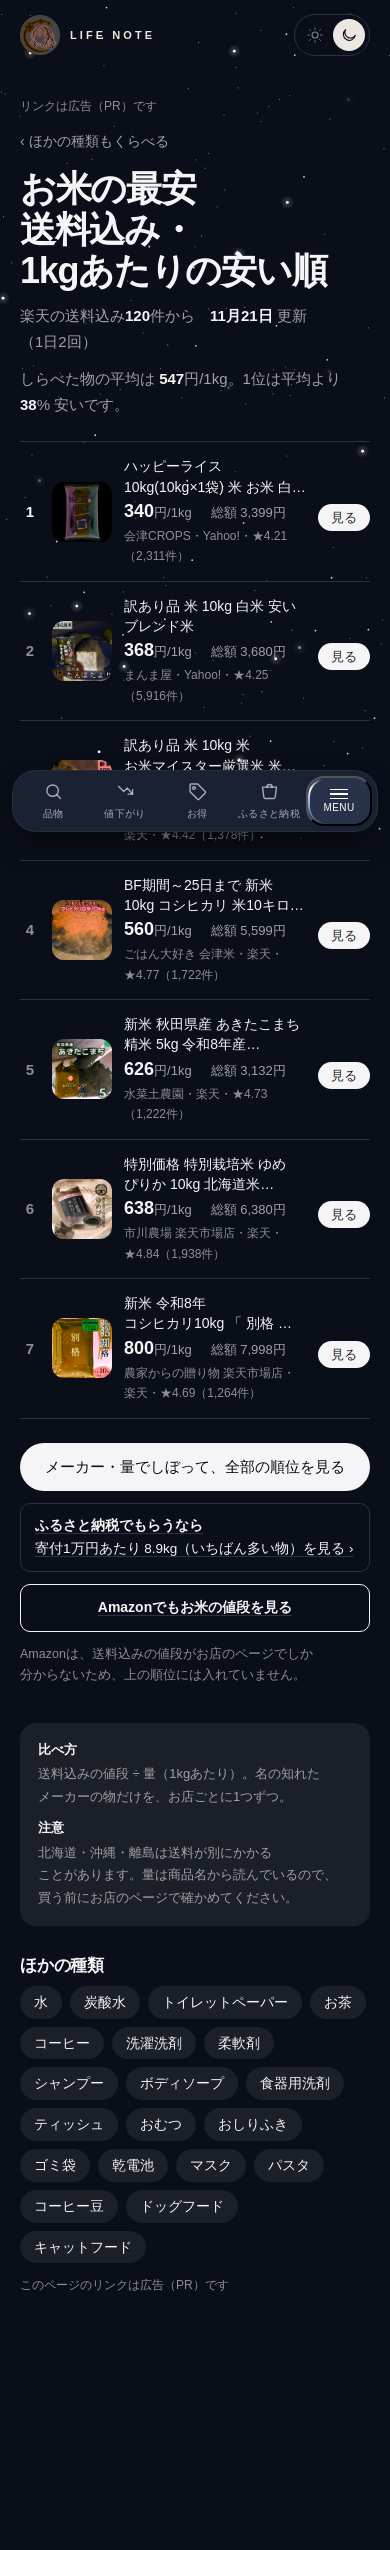 LIFE NOTE
リンクは広告（PR）です
‹ ほかの種類もくらべる
お米の最安
送料込み・
1kgあたりの安い順
楽天の送料込み120件から　11月21日 更新
（1日2回）
しらべた物の平均は 547円/1kg。1位は平均より
38% 安いです。
1
ハッピーライス
10kg(10kg×1袋) 米 お米 白…
340円/1kg　総額 3,399円
会津CROPS・Yahoo!・★4.21
（2,311件）
見る
2
訳あり品 米 10kg 白米 安い
ブレンド米
368円/1kg　総額 3,680円
まんま屋・Yahoo!・★4.25
（5,916件）
見る
訳あり品 米 10kg 米
お米マイスター厳選米 米…
品物
値下がり
お得
ふるさと納税
MENU
楽天・★4.42（1,378件）
4
BF期間～25日まで 新米
10kg コシヒカリ 米10キロ…
560円/1kg　総額 5,599円
ごはん大好き 会津米・楽天・
★4.77（1,722件）
見る
5
新米 秋田県産 あきたこまち
精米 5kg 令和8年産…
626円/1kg　総額 3,132円
水菜土農園・楽天・★4.73
（1,222件）
見る
あきたこまち
6
特別価格 特別栽培米 ゆめ
ぴりか 10kg 北海道米…
638円/1kg　総額 6,380円
市川農場 楽天市場店・楽天・
★4.84（1,938件）
見る
7
新米 令和8年
コシヒカリ10kg 「 別格 …
800円/1kg　総額 7,998円
農家からの贈り物 楽天市場店・
楽天・★4.69（1,264件）
見る
別格
メーカー・量でしぼって、全部の順位を見る
ふるさと納税でもらうなら
寄付1万円あたり 8.9kg（いちばん多い物）を見る ›
Amazonでもお米の値段を見る
Amazonは、送料込みの値段がお店のページでしか
分からないため、上の順位には入れていません。
比べ方
送料込みの値段 ÷ 量（1kgあたり）。名の知れた
メーカーの物だけを、お店ごとに1つずつ。
注意
北海道・沖縄・離島は送料が別にかかる
ことがあります。量は商品名から読んでいるので、
買う前にお店のページで確かめてください。
ほかの種類
水
炭酸水
トイレットペーパー
お茶
コーヒー
洗濯洗剤
柔軟剤
シャンプー
ボディソープ
食器用洗剤
ティッシュ
おむつ
おしりふき
ゴミ袋
乾電池
マスク
パスタ
コーヒー豆
ドッグフード
キャットフード
このページのリンクは広告（PR）です